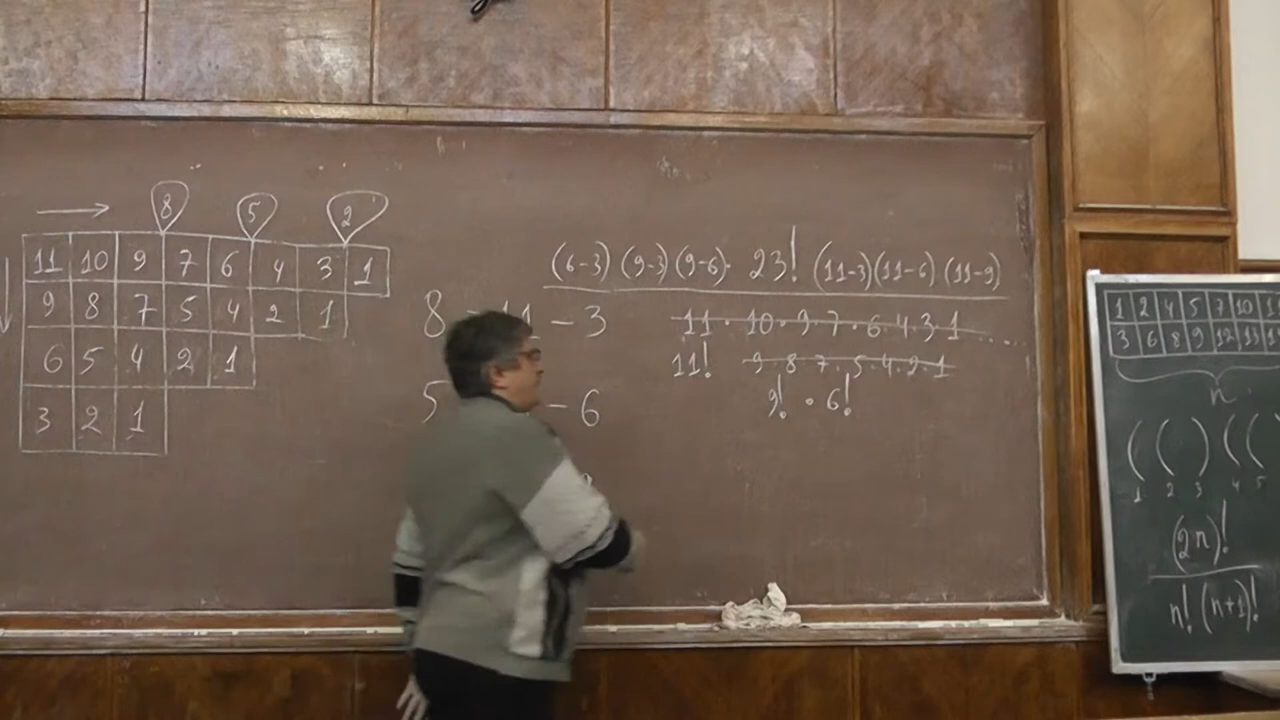 8 5 2
11 10 9 7 6 4 3 1
9 8 7 5 4 2 1
6 5 4 2 1
3 2 1
8 = 11 - 3
5 - 6
(6-3) (9-3) (9-6) · 23! (11-3) (11-6) (11-9)
11 · 10 · 9 · 7 · 6 · 4 · 3 · 1 ....
11! 9 · 8 · 7 · 5 · 4 · 2 · 1
9! · 6!
1 2 4 5 7 10
3 6 8 9 12 13
n
( ( ) ( (
1 2 3 4 5
(2n)!
n! (n+1)!